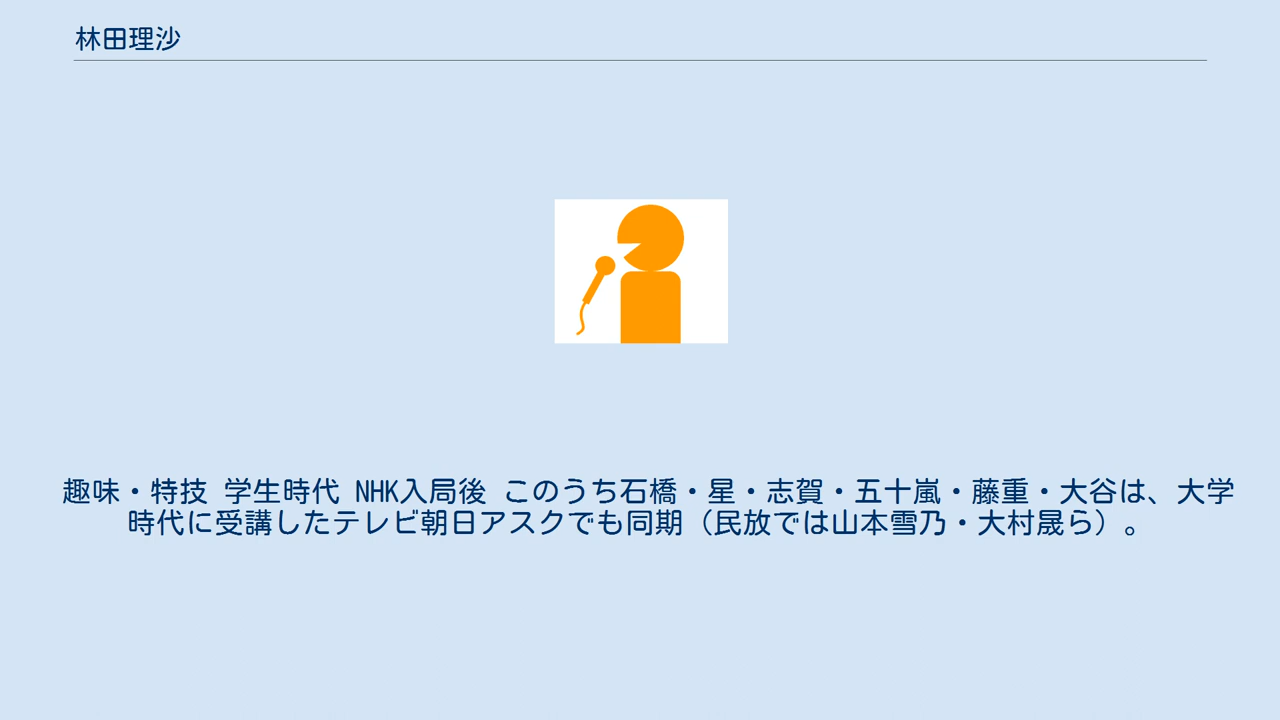 林田理沙
趣味・特技 学生時代 NHK入局後 このうち石橋・星・志賀・五十嵐・藤重・大谷は、大学
時代に受講したテレビ朝日アスクでも同期（民放では山本雪乃・大村晟ら）。